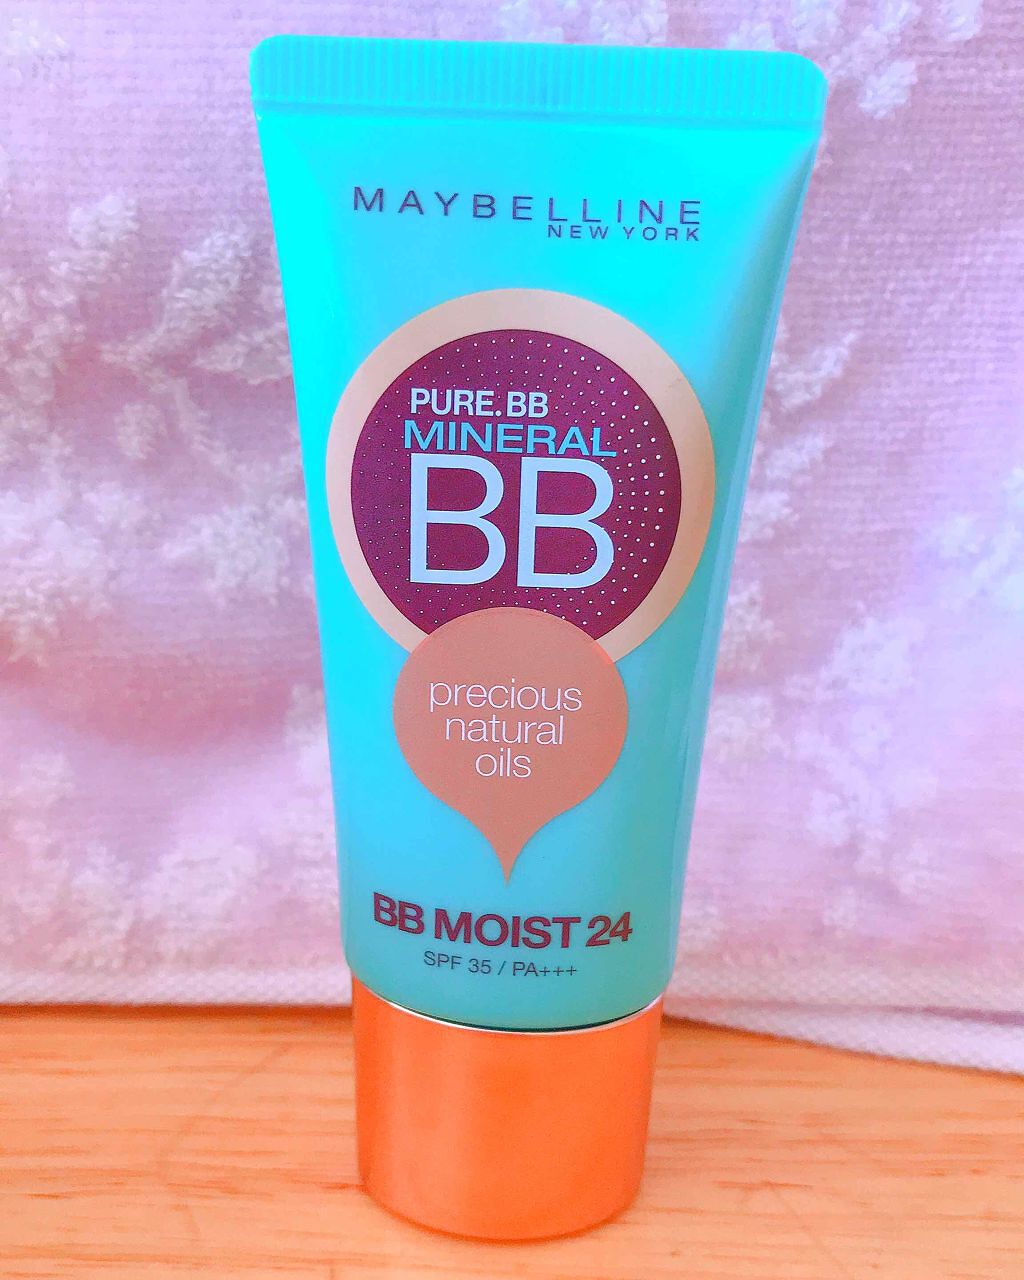 MAYBELLINE
NEW YORK
PURE.BB
MINERAL
BB
precious
natural
oils
BB MOIST 24
SPF 35 / PA+++